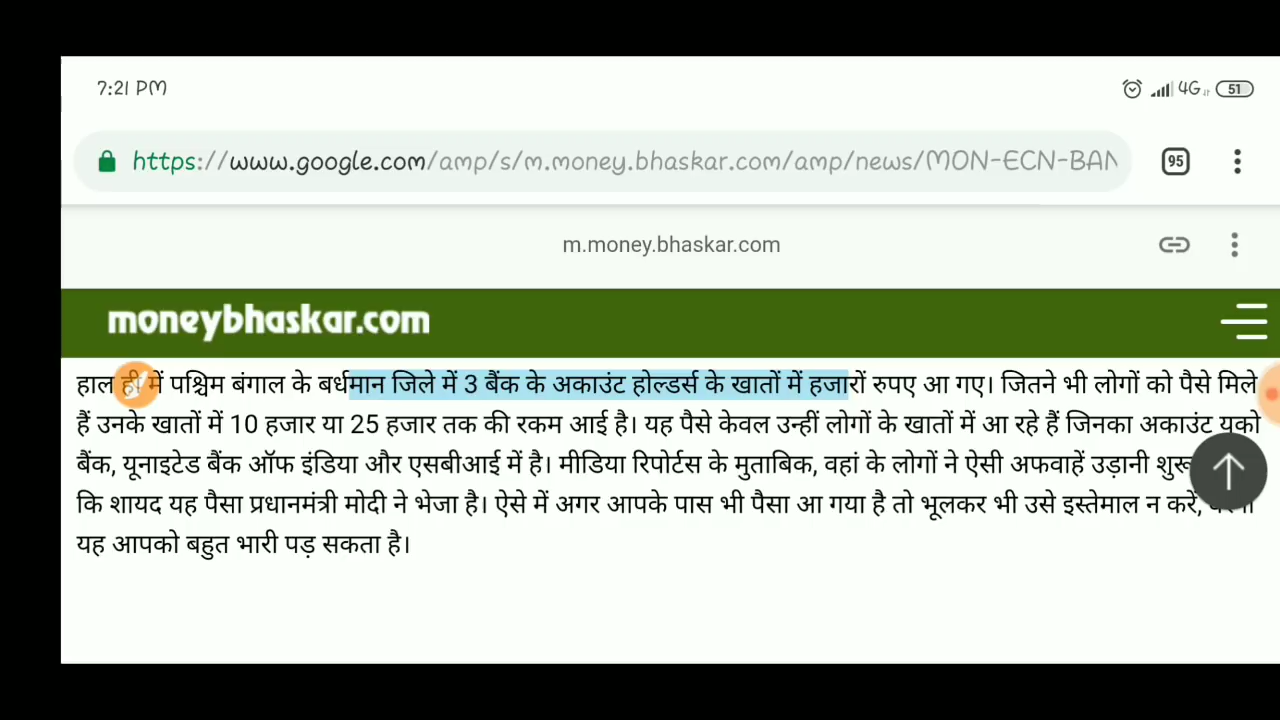 7:21 PM 4G 51
https://www.google.com/amp/s/m.money.bhaskar.com/amp/news/MON-ECN-BAN 95
m.money.bhaskar.com
moneybhaskar.com
हाल ही में पश्चिम बंगाल के बर्धमान जिले में 3 बैंक के अकाउंट होल्डर्स के खातों में हजारों रुपए आ गए। जितने भी लोगों को पैसे मिले
हैं उनके खातों में 10 हजार या 25 हजार तक की रकम आई है। यह पैसे केवल उन्हीं लोगों के खातों में आ रहे हैं जिनका अकाउंट यूको
बैंक, यूनाइटेड बैंक ऑफ इंडिया और एसबीआई में है। मीडिया रिपोर्टस के मुताबिक, वहां के लोगों ने ऐसी अफवाहें उड़ानी
कि शायद यह पैसा प्रधानमंत्री मोदी ने भेजा है। ऐसे में अगर आपके पास भी पैसा आ गया है तो भूलकर भी उसे इस्तेमाल न करें,
यह आपको बहुत भारी पड़ सकता है।